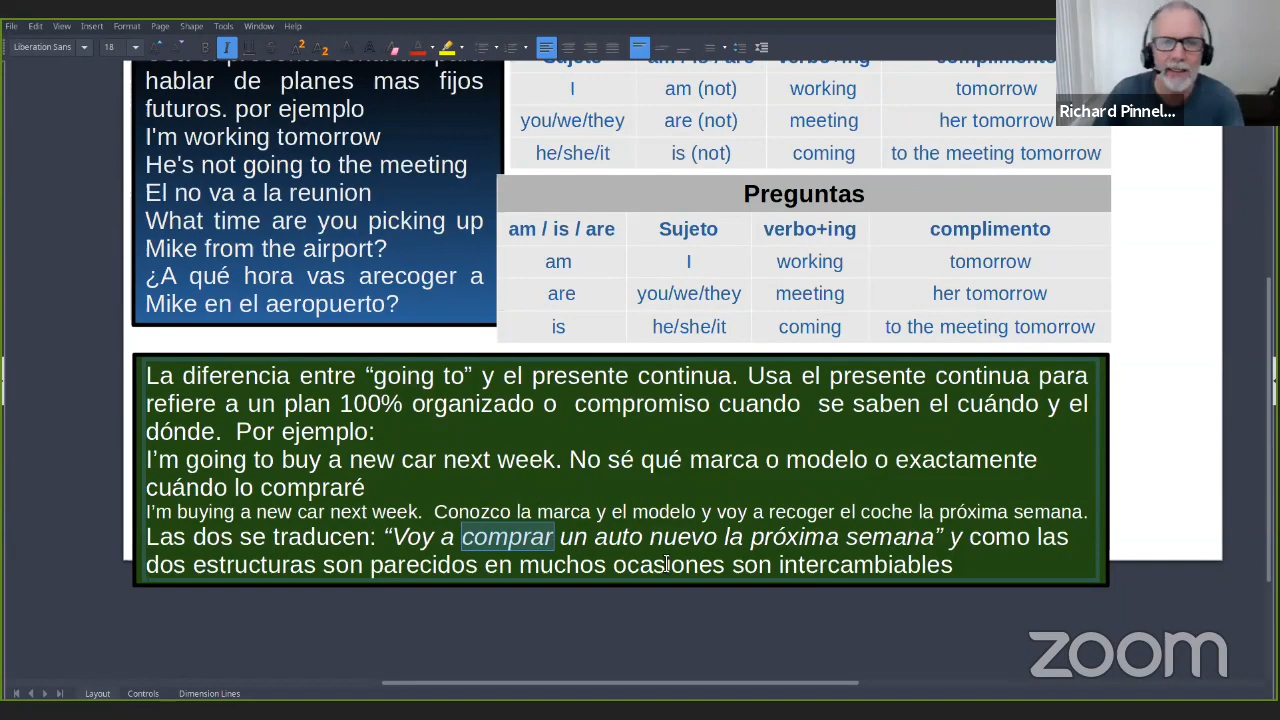 File Edit View Insert Format Page Shape Tools Window Help
Liberation Sans 18
Richard Pinnel...
hablar de planes mas fijos
futuros. por ejemplo
I'm working tomorrow
He's not going to the meeting
El no va a la reunion
What time are you picking up
Mike from the airport?
¿A qué hora vas arecoger a
Mike en el aeropuerto?
Sujeto am / is / are verbo+ing complimento
I am (not) working tomorrow
you/we/they are (not) meeting her tomorrow
he/she/it is (not) coming to the meeting tomorrow
Preguntas
am / is / are Sujeto verbo+ing complimento
am I working tomorrow
are you/we/they meeting her tomorrow
is he/she/it coming to the meeting tomorrow
La diferencia entre “going to” y el presente continua. Usa el presente continua para
refiere a un plan 100% organizado o compromiso cuando se saben el cuándo y el
dónde. Por ejemplo:
I’m going to buy a new car next week. No sé qué marca o modelo o exactamente
cuándo lo compraré
I’m buying a new car next week. Conozco la marca y el modelo y voy a recoger el coche la próxima semana.
Las dos se traducen: “Voy a comprar un auto nuevo la próxima semana” y como las
dos estructuras son parecidos en muchos ocasiones son intercambiables
zoom
Layout Controls Dimension Lines